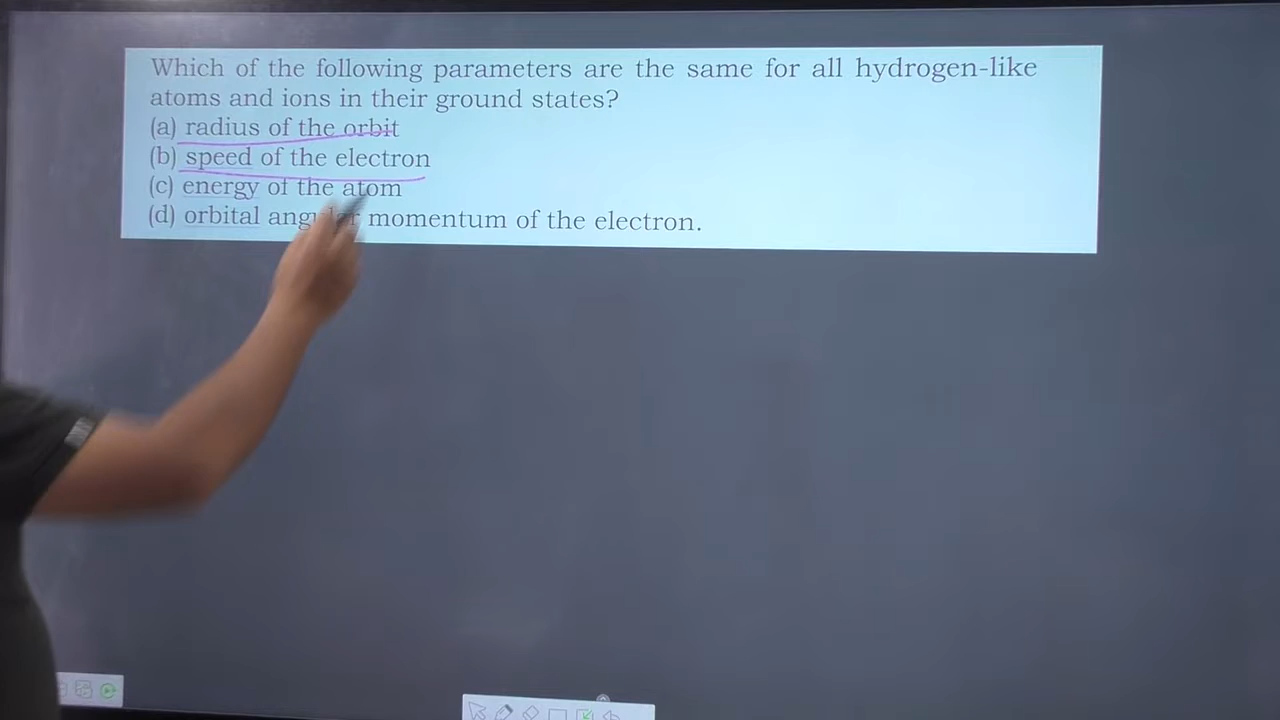 Which of the following parameters are the same for all hydrogen-like
atoms and ions in their ground states?
(a) radius of the orbit
(b) speed of the electron
(c) energy of the atom
(d) orbital angular momentum of the electron.